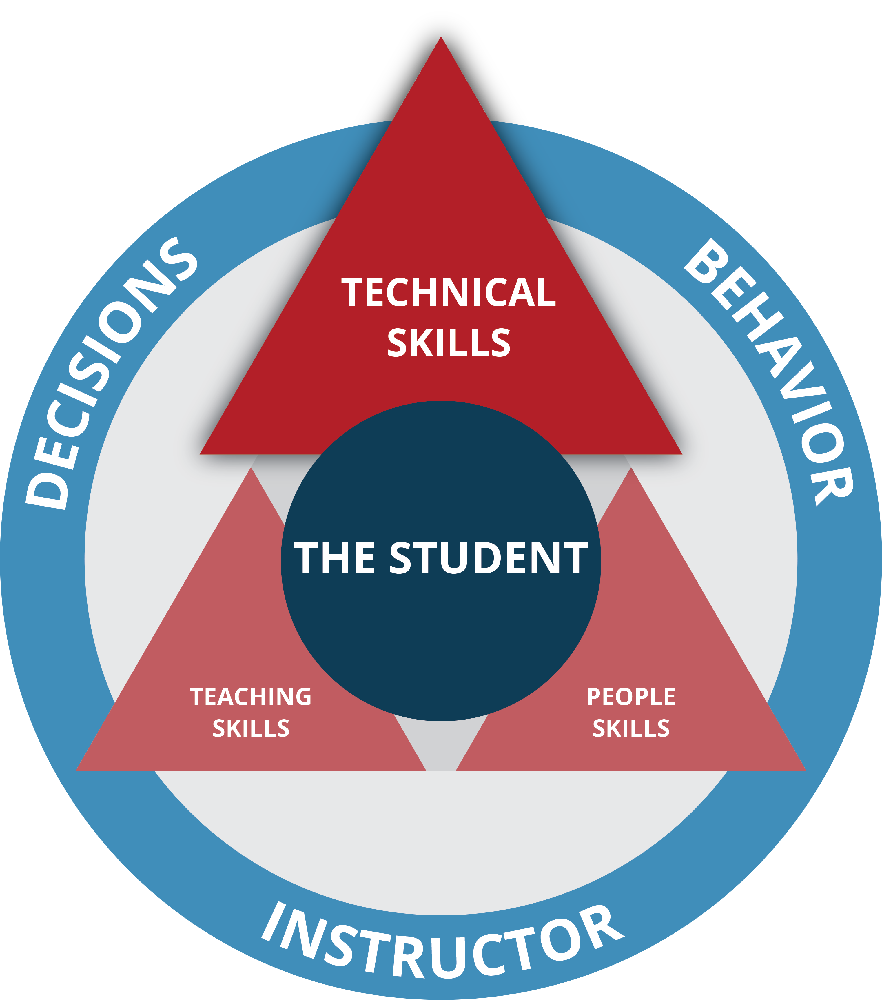 TECHNICAL
SKILLS
DECISIONS
BEHAVIOR
THE STUDENT
TEACHING
SKILLS
PEOPLE
SKILLS
INSTRUCTOR